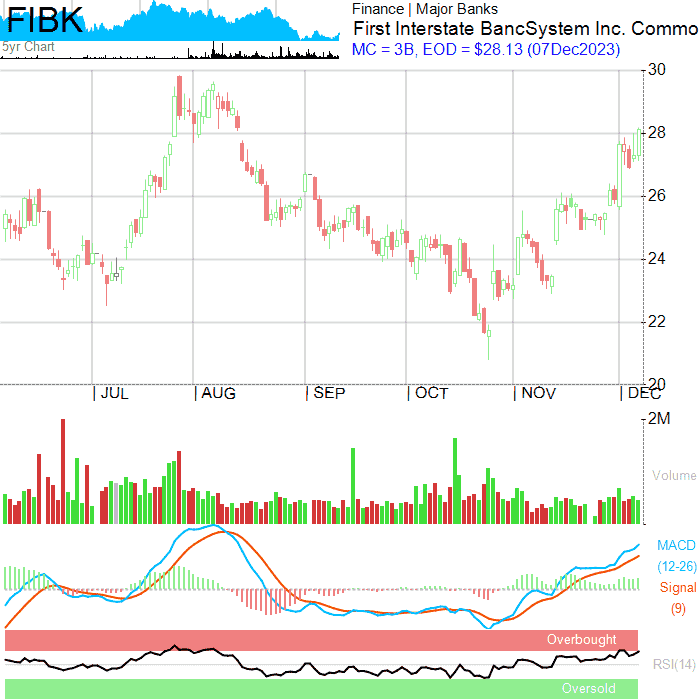 FIBK
Finance | Major Banks
First Interstate BancSystem Inc. Commo
5yr Chart
MC = 3B, EOD = $28.13 (07Dec2023)
30
28
26
24
22
20
JUL AUG SEP OCT NOV DEC
2M
Volume
MACD
(12-26)
Signal
(9)
Overbought
RSI(14)
Oversold